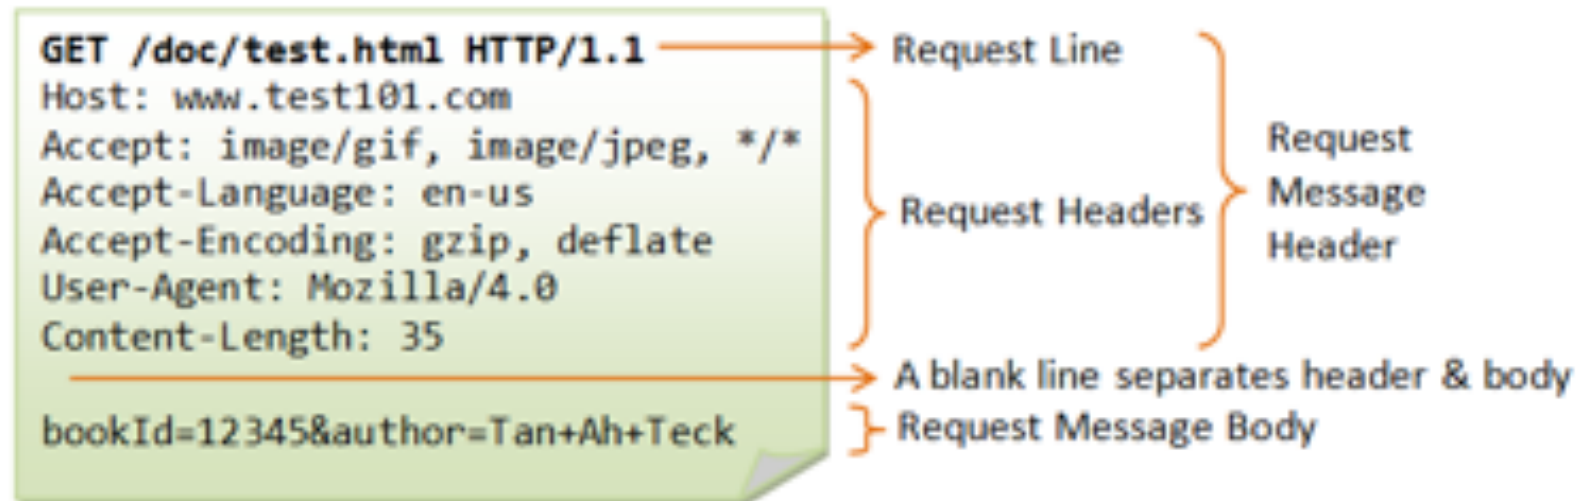 GET /doc/test.html HTTP/1.1
Host: www.test101.com
Accept: image/gif, image/jpeg, */*
Accept-Language: en-us
Accept-Encoding: gzip, deflate
User-Agent: Mozilla/4.0
Content-Length: 35
bookId=12345&author=Tan+Ah+Teck
Request Line
Request Headers
Request
Message
Header
A blank line separates header & body
Request Message Body